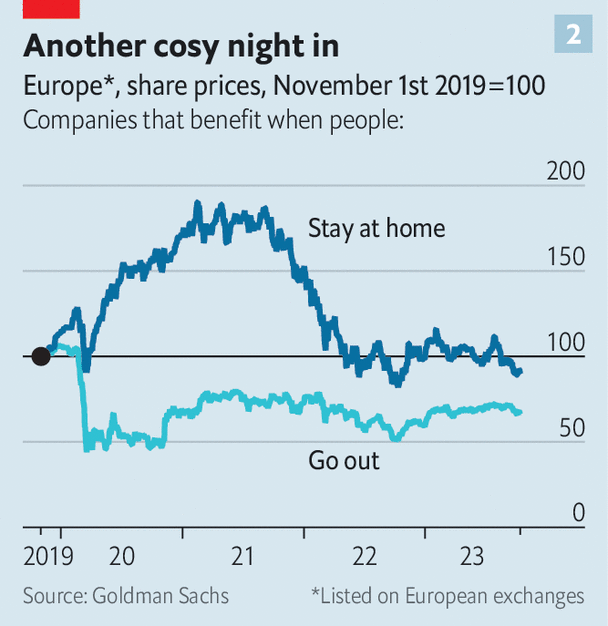 2
Another cosy night in
Europe*, share prices, November 1st 2019=100
Companies that benefit when people:
200
Stay at home
150
100
50
Go out
0
2019 20 21 22 23
Source: Goldman Sachs *Listed on European exchanges